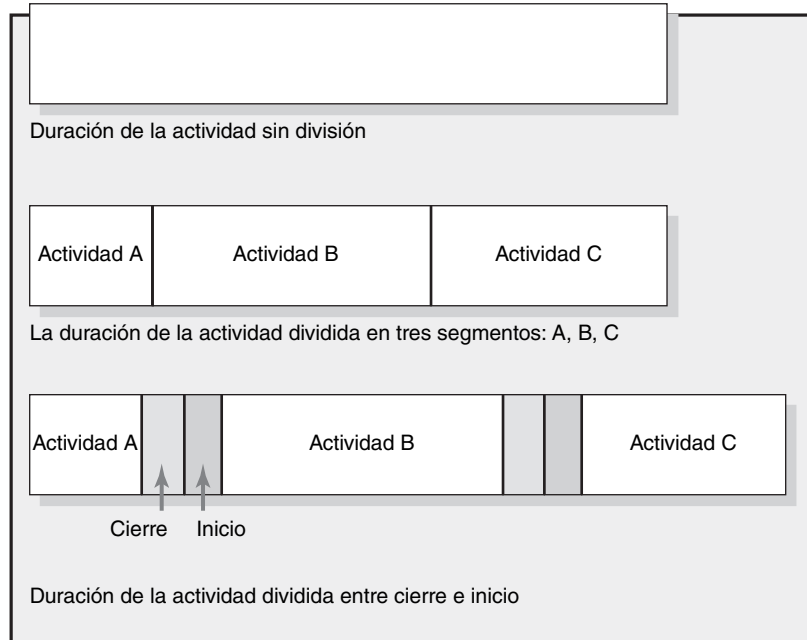 Duración de la actividad sin división
Actividad A
Actividad B
Actividad C
La duración de la actividad dividida en tres segmentos: A, B, C
Actividad A
Actividad B
Actividad C
Cierre
Inicio
Duración de la actividad dividida entre cierre e inicio